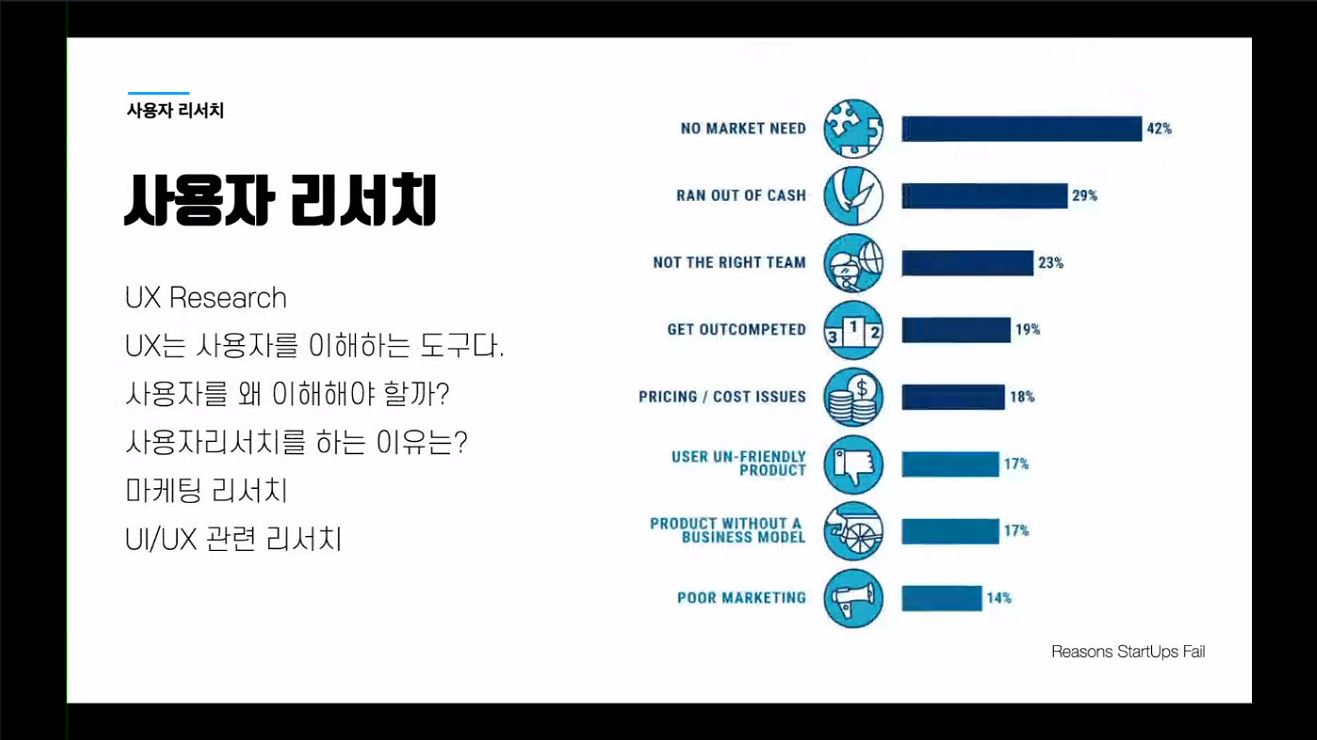 사용자 리서치
사용자 리서치
UX Research
UX는 사용자를 이해하는 도구다.
사용자를 왜 이해해야 할까?
사용자리서치를 하는 이유는?
마케팅 리서치
UI/UX 관련 리서치
NO MARKET NEED 42%
RAN OUT OF CASH 29%
NOT THE RIGHT TEAM 23%
GET OUTCOMPETED 3 1 2 19%
PRICING / COST ISSUES $ 18%
USER UN-FRIENDLY
PRODUCT 17%
PRODUCT WITHOUT A
BUSINESS MODEL 17%
POOR MARKETING 14%
Reasons StartUps Fail